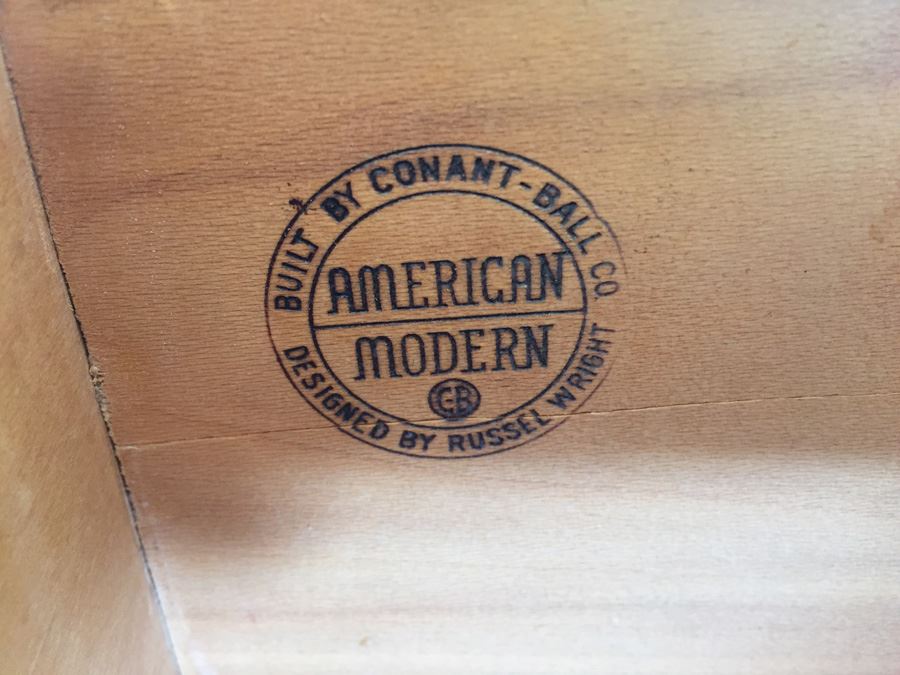 BUILT BY CONANT-BALL CO.
AMERICAN
MODERN
CB
DESIGNED BY RUSSEL WRIGHT